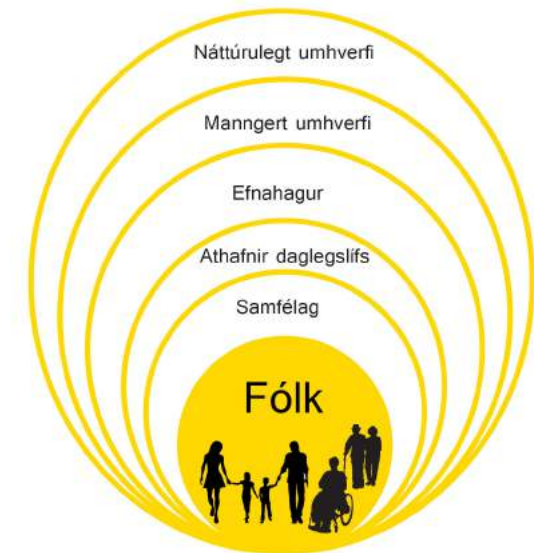 Náttúrulegt umhverfi
Manngert umhverfi
Efnahagur
Athafnir daglegslífs
Samfélag
Fólk